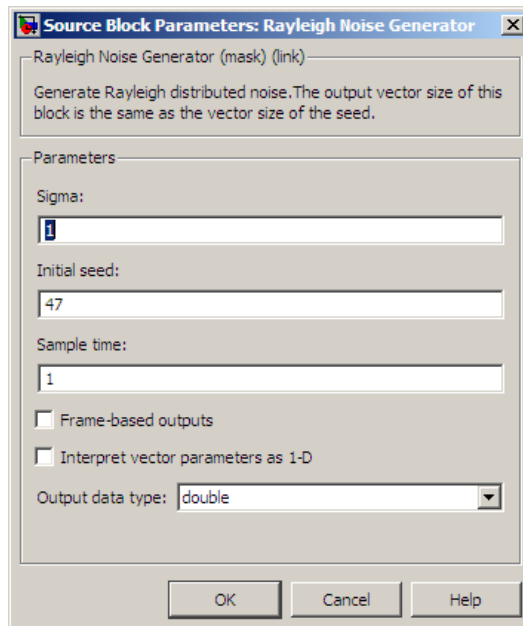 Source Block Parameters: Rayleigh Noise Generator
Rayleigh Noise Generator (mask) (link)
Generate Rayleigh distributed noise.The output vector size of this
block is the same as the vector size of the seed.
Parameters
Sigma:
1
Initial seed:
47
Sample time:
1
Frame-based outputs
Interpret vector parameters as 1-D
Output data type: double
OK Cancel Help